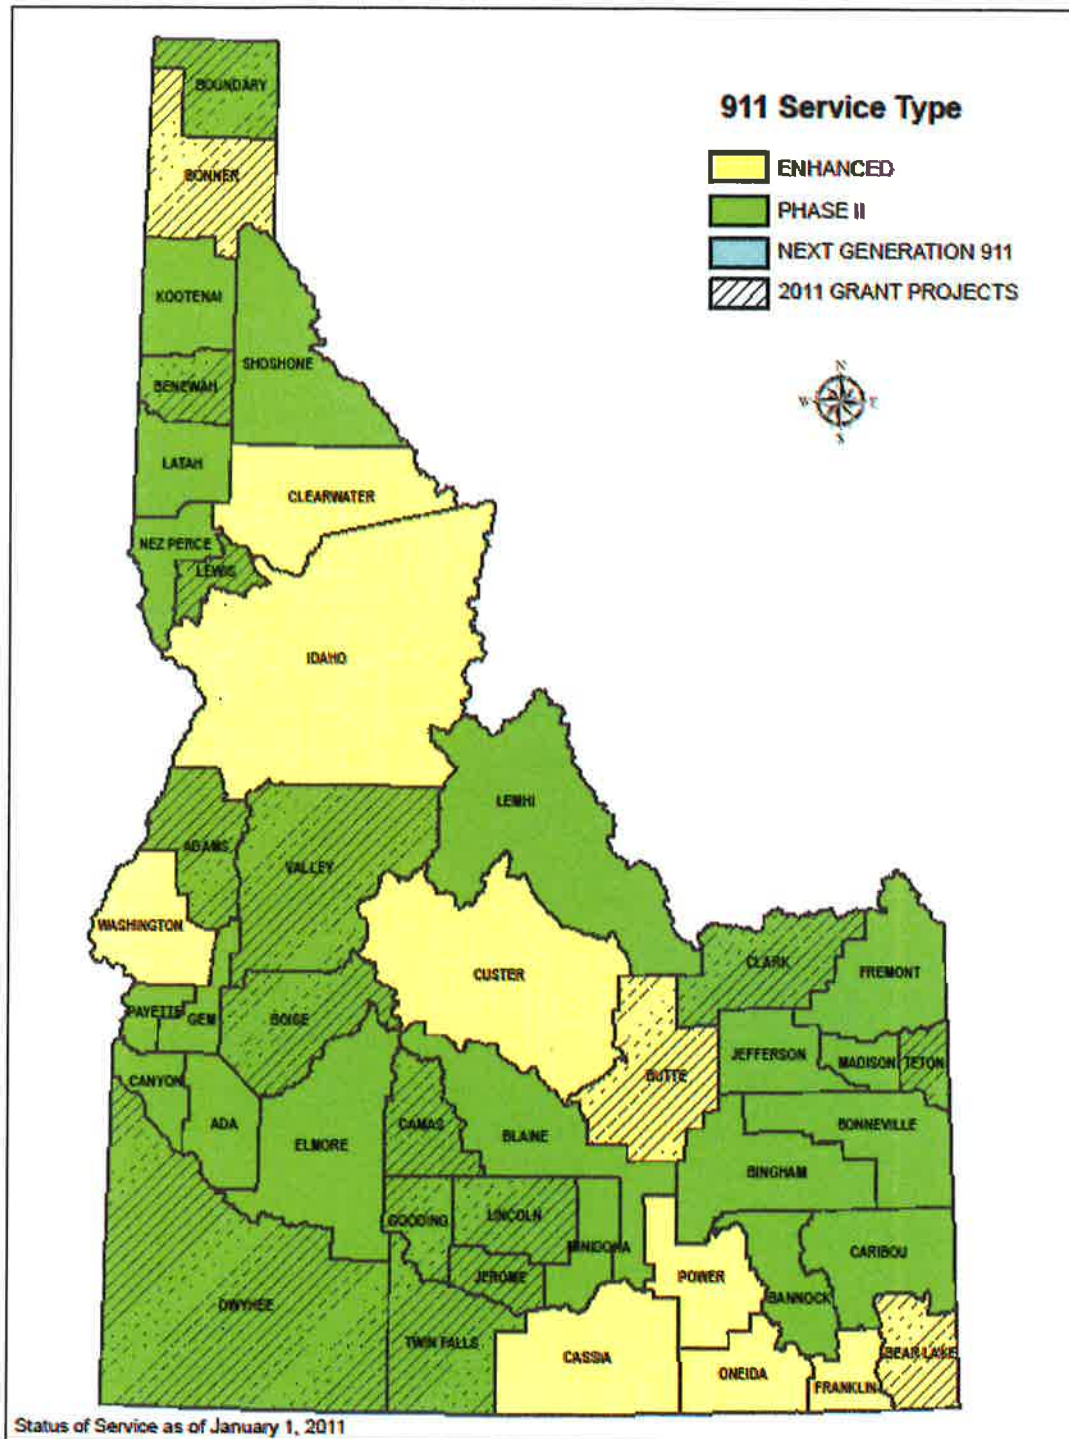 911 Service Type
ENHANCED
PHASE II
NEXT GENERATION 911
2011 GRANT PROJECTS
N
W E
S
BOUNDARY
BONNER
KOOTENAI
SHOSHONE
BENEWAH
LATAH
CLEARWATER
NEZ PERCE
LEWIS
IDAHO
LEMHI
ADAMS
VALLEY
WASHINGTON
CUSTER
CLARK
FREMONT
PAYETTE
GEM
BOISE
JEFFERSON
MADISON
TETON
BUTTE
CANYON
ADA
ELMORE
CAMAS
BLAINE
BONNEVILLE
BINGHAM
GOODING
LINCOLN
MINIDOKA
CARIBOU
POWER
BANNOCK
JEROME
OWYHEE
TWIN FALLS
CASSIA
ONEIDA
FRANKLIN
BEAR LAKE
Status of Service as of January 1, 2011